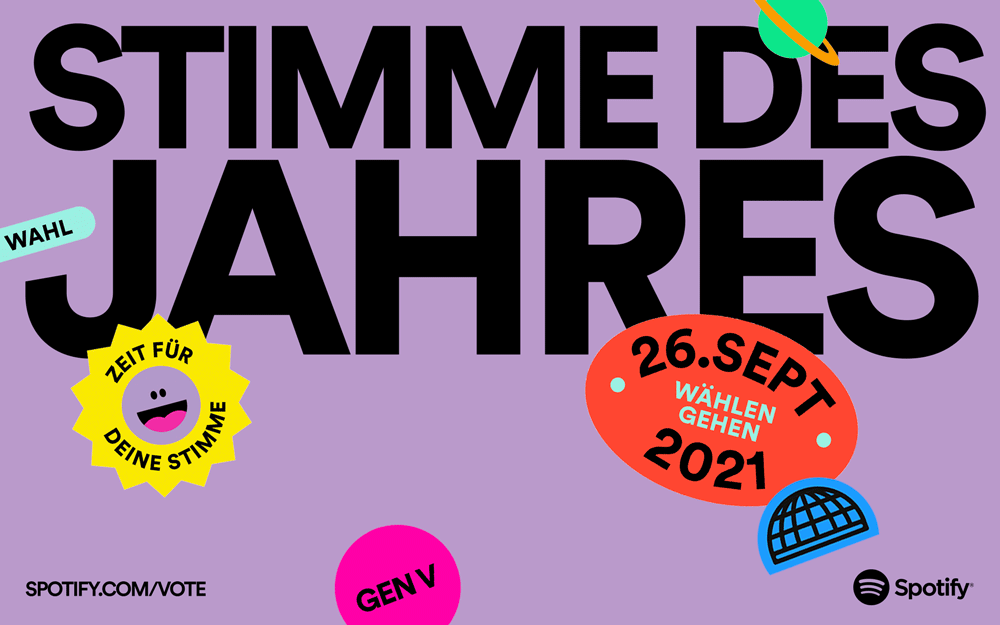 STIMME DES
JAHRES
WAHL
ZEIT FÜR
DEINE STIMME
26.SEPT
WÄHLEN
GEHEN
2021
GEN V
SPOTIFY.COM/VOTE
Spotify®